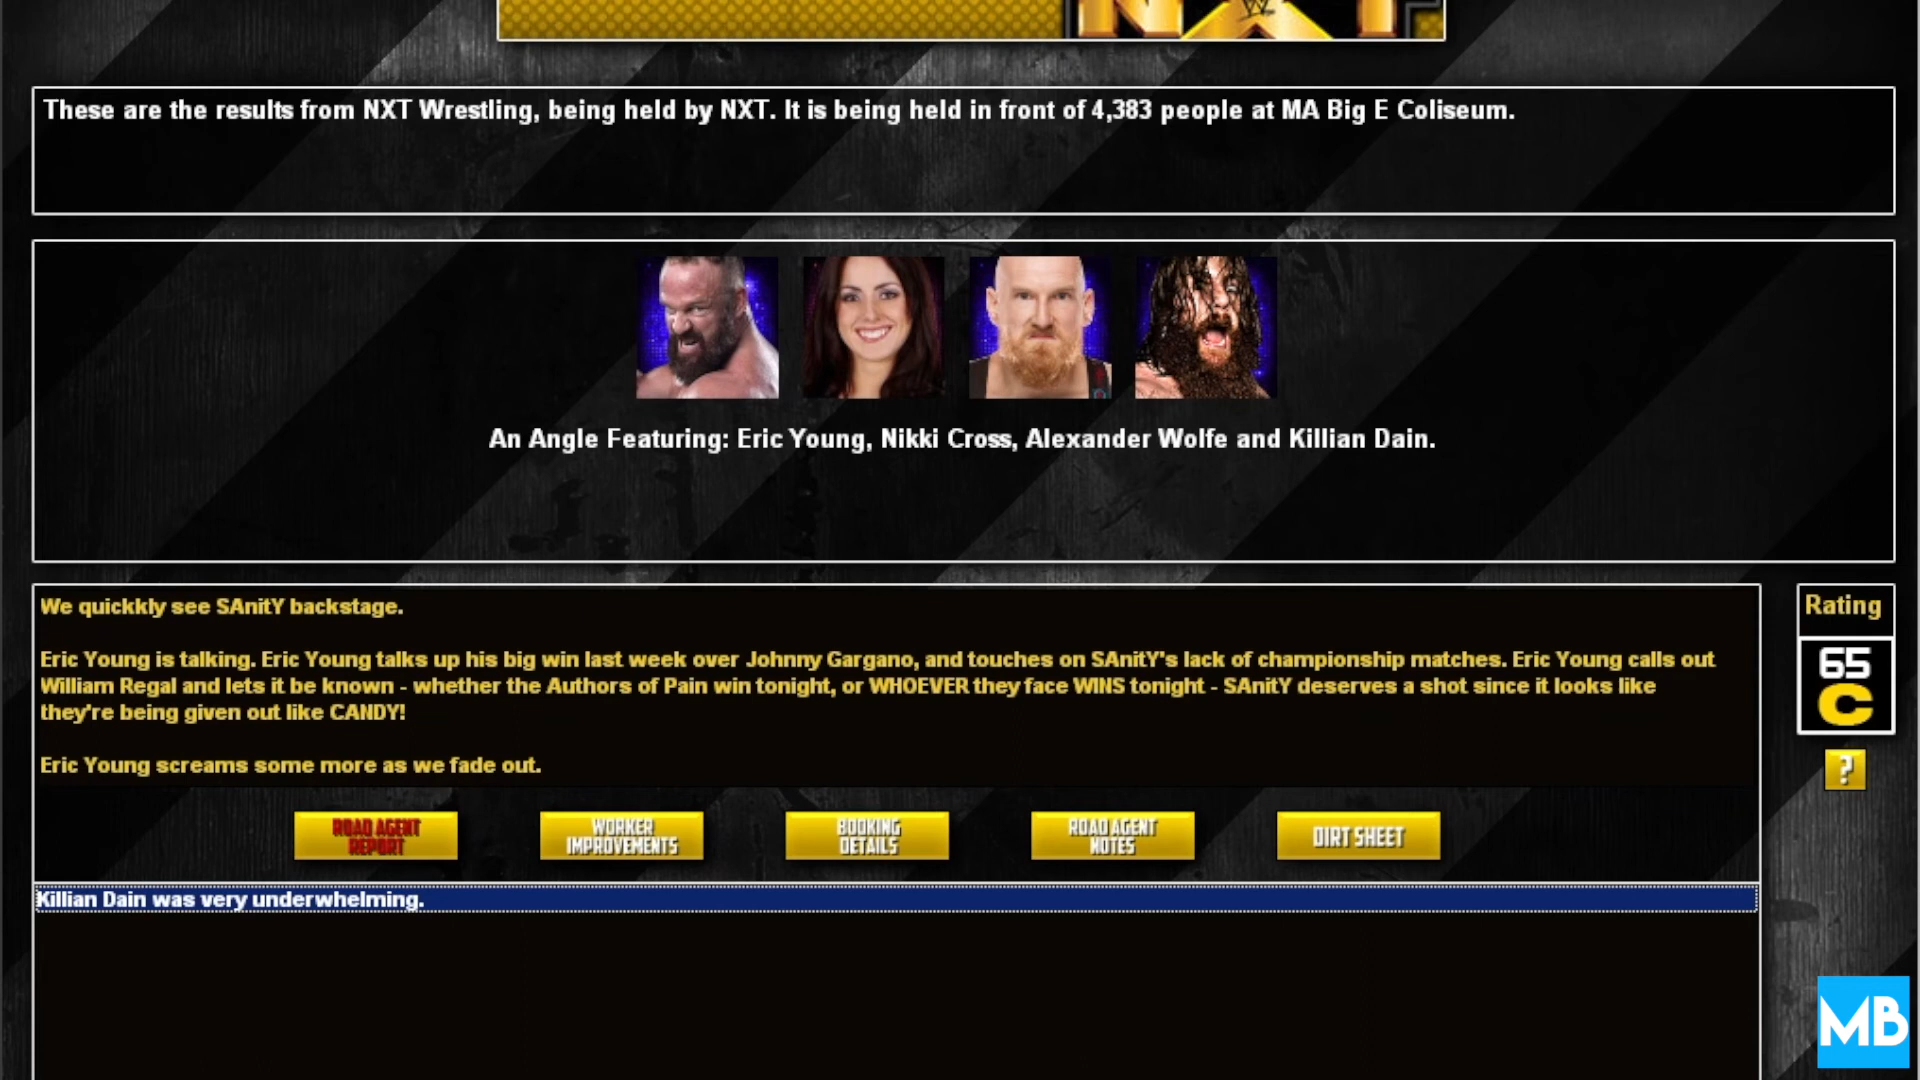 NXT
W
These are the results from NXT Wrestling, being held by NXT. It is being held in front of 4,383 people at MA Big E Coliseum.
An Angle Featuring: Eric Young, Nikki Cross, Alexander Wolfe and Killian Dain.
We quickkly see SAnitY backstage.
Eric Young is talking. Eric Young talks up his big win last week over Johnny Gargano, and touches on SAnitY's lack of championship matches. Eric Young calls out
William Regal and lets it be known - whether the Authors of Pain win tonight, or WHOEVER they face WINS tonight - SAnitY deserves a shot since it looks like
they're being given out like CANDY!
Eric Young screams some more as we fade out.
Rating
65
C
?
ROAD AGENT
REPORT
WORKER
IMPROVEMENTS
BOOKING
DETAILS
ROAD AGENT
NOTES
DIRT SHEET
Killian Dain was very underwhelming.
MB